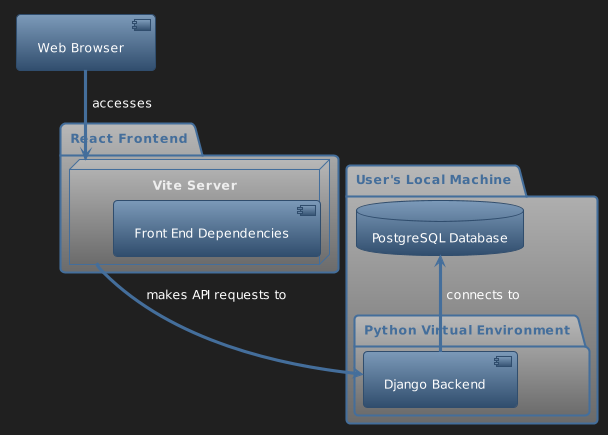 Web Browser
accesses
React Frontend
Vite Server
Front End Dependencies
User's Local Machine
PostgreSQL Database
makes API requests to
connects to
Python Virtual Environment
Django Backend